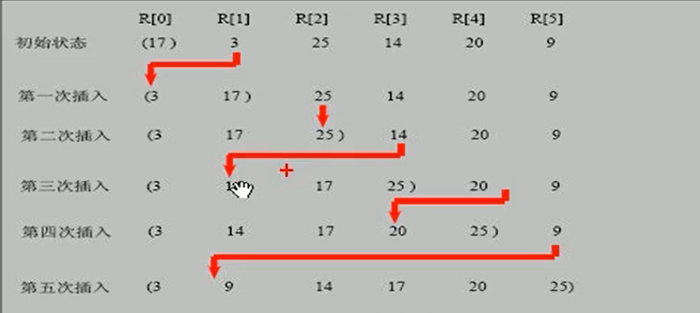 R[0] R[1] R[2] R[3] R[4] R[5]
初始状态 (17) 3 25 14 20 9
第一次插入 (3 17) 25 14 20 9
第二次插入 (3 17 25) 14 20 9
第三次插入 (3 17 25) 20 9
第四次插入 (3 14 17 20 25) 9
第五次插入 (3 9 14 17 20 25)